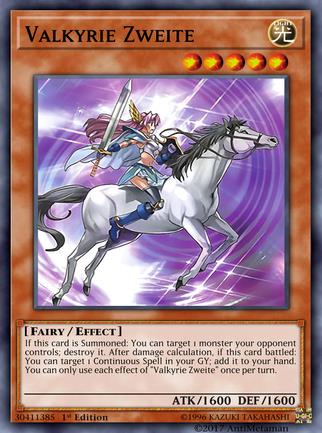 Valkyrie Zweite
LIGHT
光
[ Fairy / Effect ]
If this card is Summoned: You can target 1 monster your opponent
controls; destroy it. After damage calculation, if this card battled:
You can target 1 Continuous Spell in your GY; add it to your hand.
You can only use each effect of "Valkyrie Zweite" once per turn.
ATK/1600 DEF/1600
30411385 1st Edition ©1996 KAZUKI TAKAHASHI
©2017 AntiMetaman